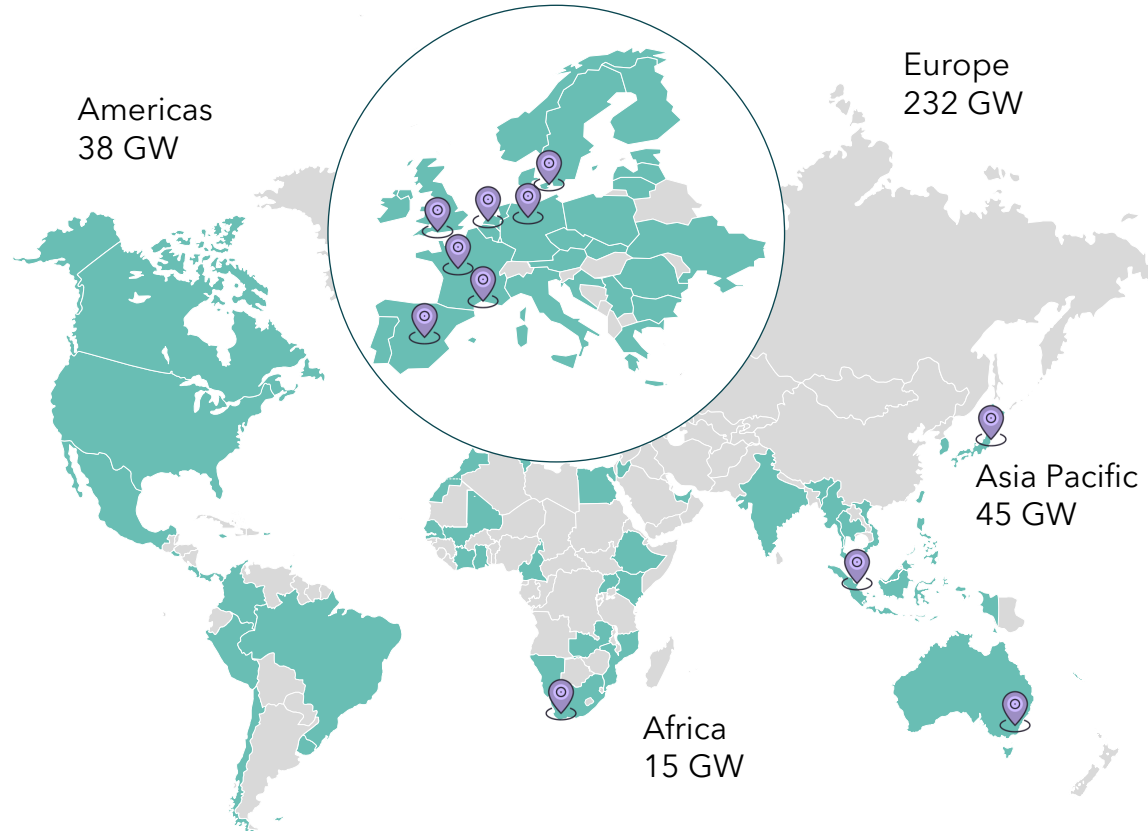 Americas
38 GW
Europe
232 GW
Asia Pacific
45 GW
Africa
15 GW